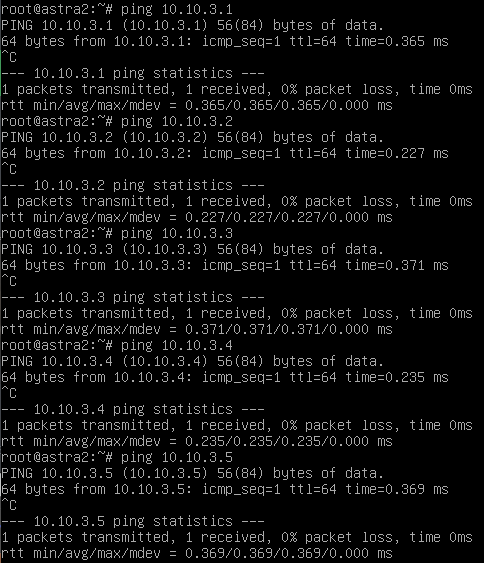 root@astra2:~# ping 10.10.3.1
PING 10.10.3.1 (10.10.3.1) 56(84) bytes of data.
64 bytes from 10.10.3.1: icmp_seq=1 ttl=64 time=0.365 ms
^C
--- 10.10.3.1 ping statistics ---
1 packets transmitted, 1 received, 0% packet loss, time 0ms
rtt min/avg/max/mdev = 0.365/0.365/0.365/0.000 ms
root@astra2:~# ping 10.10.3.2
PING 10.10.3.2 (10.10.3.2) 56(84) bytes of data.
64 bytes from 10.10.3.2: icmp_seq=1 ttl=64 time=0.227 ms
^C
--- 10.10.3.2 ping statistics ---
1 packets transmitted, 1 received, 0% packet loss, time 0ms
rtt min/avg/max/mdev = 0.227/0.227/0.227/0.000 ms
root@astra2:~# ping 10.10.3.3
PING 10.10.3.3 (10.10.3.3) 56(84) bytes of data.
64 bytes from 10.10.3.3: icmp_seq=1 ttl=64 time=0.371 ms
^C
--- 10.10.3.3 ping statistics ---
1 packets transmitted, 1 received, 0% packet loss, time 0ms
rtt min/avg/max/mdev = 0.371/0.371/0.371/0.000 ms
root@astra2:~# ping 10.10.3.4
PING 10.10.3.4 (10.10.3.4) 56(84) bytes of data.
64 bytes from 10.10.3.4: icmp_seq=1 ttl=64 time=0.235 ms
^C
--- 10.10.3.4 ping statistics ---
1 packets transmitted, 1 received, 0% packet loss, time 0ms
rtt min/avg/max/mdev = 0.235/0.235/0.235/0.000 ms
root@astra2:~# ping 10.10.3.5
PING 10.10.3.5 (10.10.3.5) 56(84) bytes of data.
64 bytes from 10.10.3.5: icmp_seq=1 ttl=64 time=0.369 ms
^C
--- 10.10.3.5 ping statistics ---
1 packets transmitted, 1 received, 0% packet loss, time 0ms
rtt min/avg/max/mdev = 0.369/0.369/0.369/0.000 ms